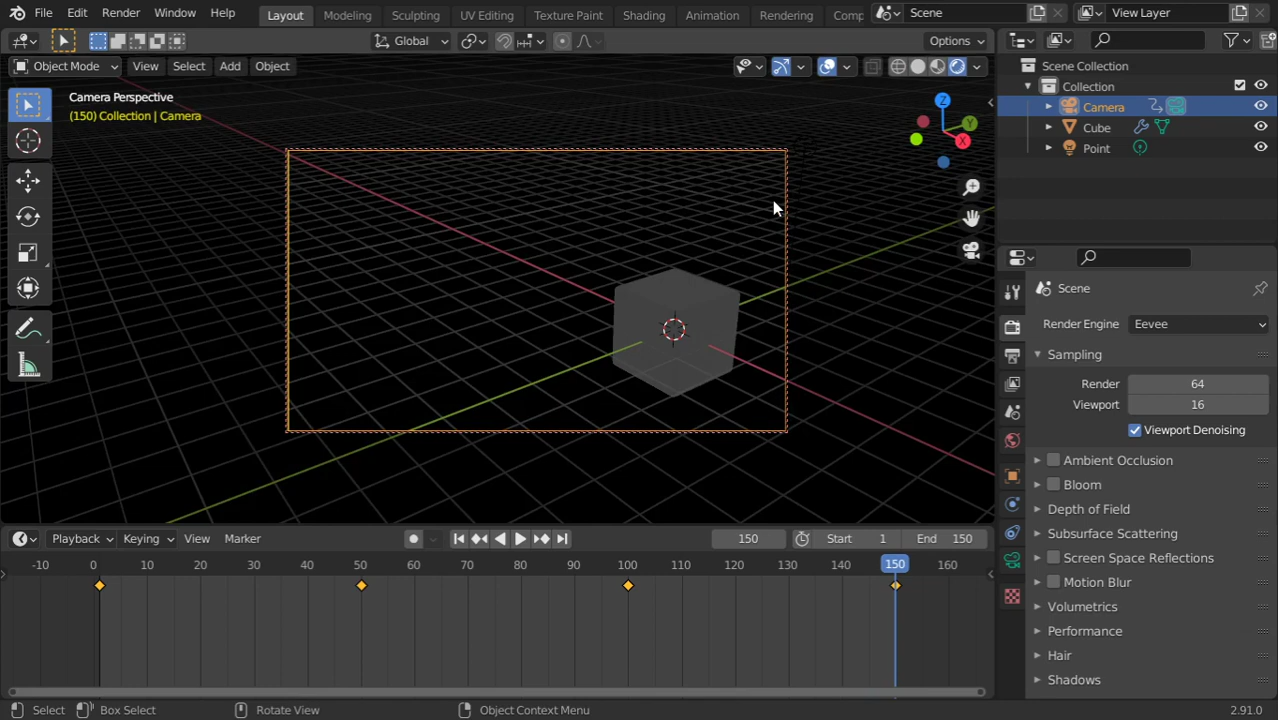 File Edit Render Window Help Layout Modeling Sculpting UV Editing Texture Paint Shading Animation Rendering Comp Scene View Layer
Global Options
Object Mode View Select Add Object
Camera Perspective
(150) Collection | Camera
Z
Y
X
Scene Collection
Collection
Camera
Cube
Point
Scene
Render Engine Eevee
Sampling
Render 64
Viewport 16
Viewport Denoising
Ambient Occlusion
Bloom
Depth of Field
Subsurface Scattering
Screen Space Reflections
Motion Blur
Volumetrics
Performance
Hair
Shadows
Playback Keying View Marker 150 Start 1 End 150
-10 0 10 20 30 40 50 60 70 80 90 100 110 120 130 140 150 160
Select Box Select Rotate View Object Context Menu 2.91.0